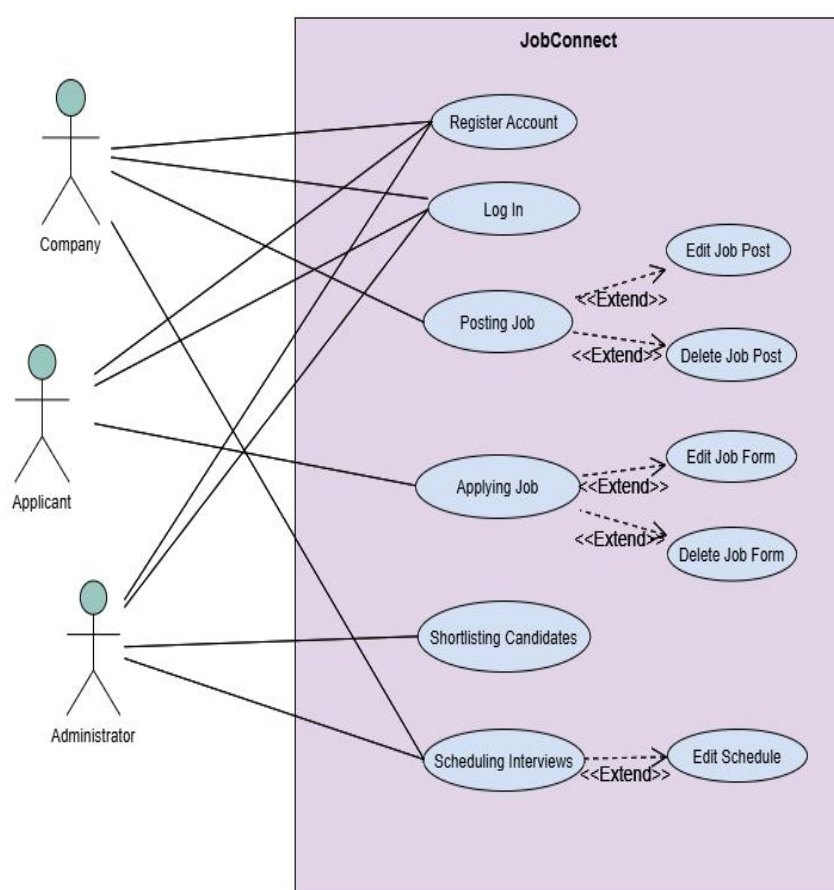 JobConnect
Company
Applicant
Administrator
Register Account
Log In
Posting Job
<<Extend>>
Edit Job Post
<<Extend>>
Delete Job Post
Applying Job
<<Extend>>
Edit Job Form
<<Extend>>
Delete Job Form
Shortlisting Candidates
Scheduling Interviews
<<Extend>>
Edit Schedule